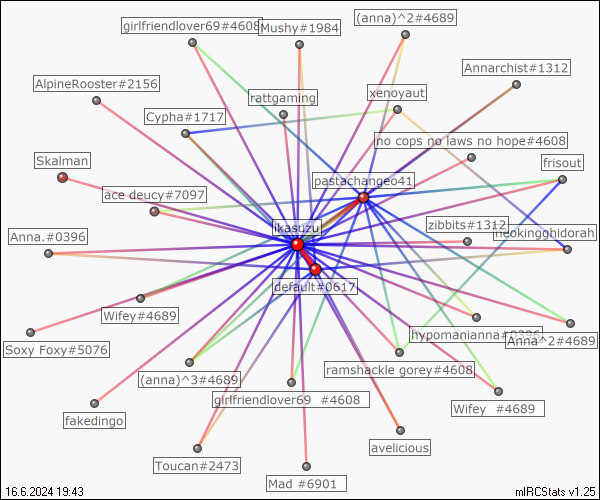 girlfriendlover69#4608
Mushy#1984
(anna)^2#4689
Annarchist#1312
AlpineRooster#2156
rattgaming
xenoyaut
Cypha#1717
no cops no laws no hope#4608
Skalman
frisout
pastachangeo41
ace deucy#7097
likasuzu
zibbits#1312
neokingghidorah
Anna.#0396
default#0617
Wifey#4689
hypomanianna#0396
Anna^2#4689
Soxy Foxy#5076
ramshackle gorey#4608
(anna)^3#4689
girlfriendlover69 #4608
fakedingo
Wifey #4689
avelicious
Toucan#2473
Mad #6901
16.6.2024 19:43
mIRCStats v1.25